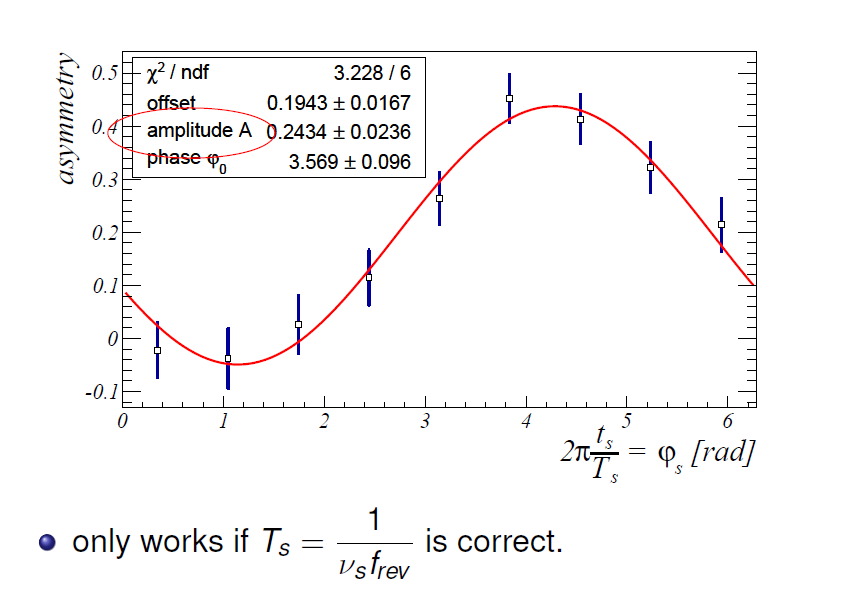 asymmetry
0.5
0.4
0.3
0.2
0.1
0
-0.1
χ² / ndf 3.228 / 6
offset 0.1943 ± 0.0167
amplitude A 0.2434 ± 0.0236
phase φ₀ 3.569 ± 0.096
0 1 2 3 4 5 6
2π tₛ/Tₛ = φₛ [rad]
only works if Tₛ = 1/(νₛ f_rev) is correct.